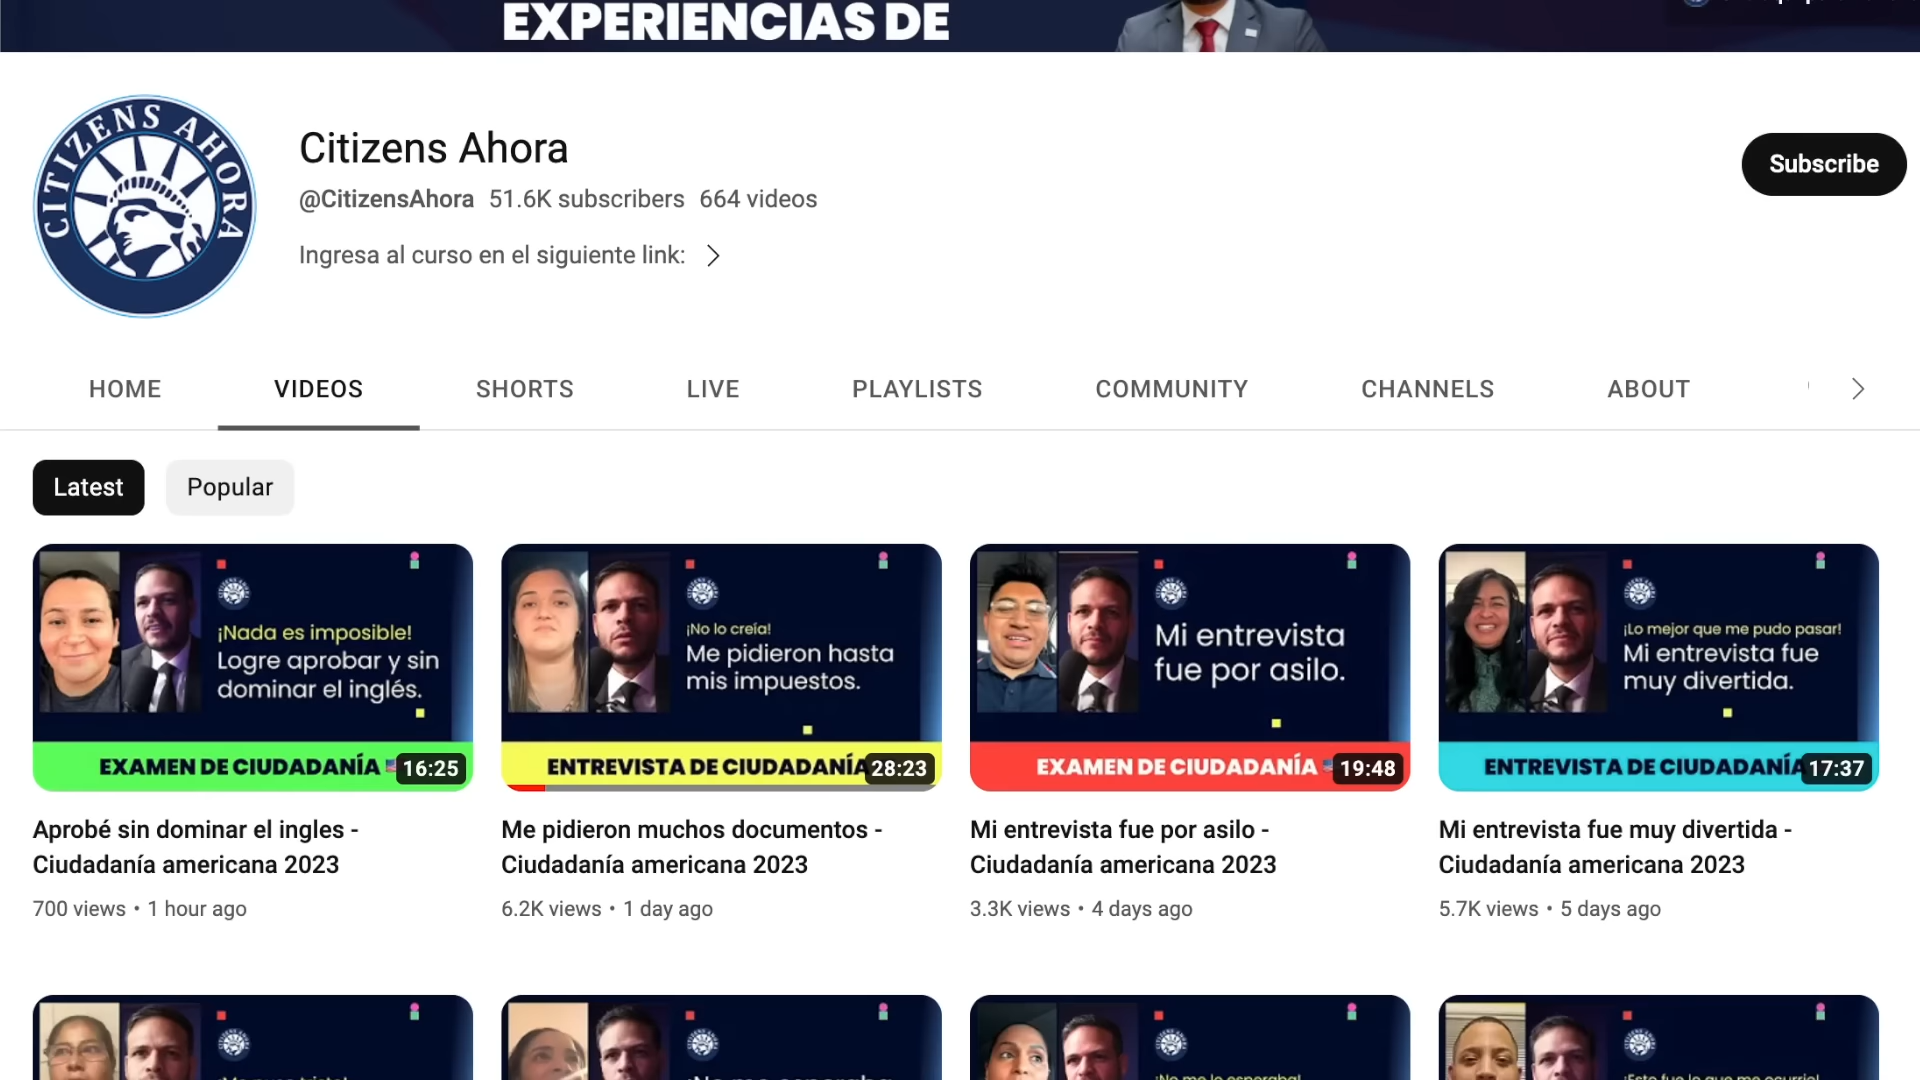 EXPERIENCIAS DE
CITIZENS AHORA
Citizens Ahora
@CitizensAhora 51.6K subscribers 664 videos
Ingresa al curso en el siguiente link:
Subscribe
HOME VIDEOS SHORTS LIVE PLAYLISTS COMMUNITY CHANNELS ABOUT
Latest Popular
¡Nada es imposible!
Logre aprobar y sin
dominar el inglés.
EXAMEN DE CIUDADANÍA
16:25
¡No lo creía!
Me pidieron hasta
mis impuestos.
ENTREVISTA DE CIUDADANÍA
28:23
Mi entrevista
fue por asilo.
EXAMEN DE CIUDADANÍA
19:48
¡Lo mejor que me pudo pasar!
Mi entrevista fue
muy divertida.
ENTREVISTA DE CIUDADANÍA
17:37
Aprobé sin dominar el ingles -
Ciudadanía americana 2023
700 views • 1 hour ago
Me pidieron muchos documentos -
Ciudadanía americana 2023
6.2K views • 1 day ago
Mi entrevista fue por asilo -
Ciudadanía americana 2023
3.3K views • 4 days ago
Mi entrevista fue muy divertida -
Ciudadanía americana 2023
5.7K views • 5 days ago
¡No me lo esperaba!